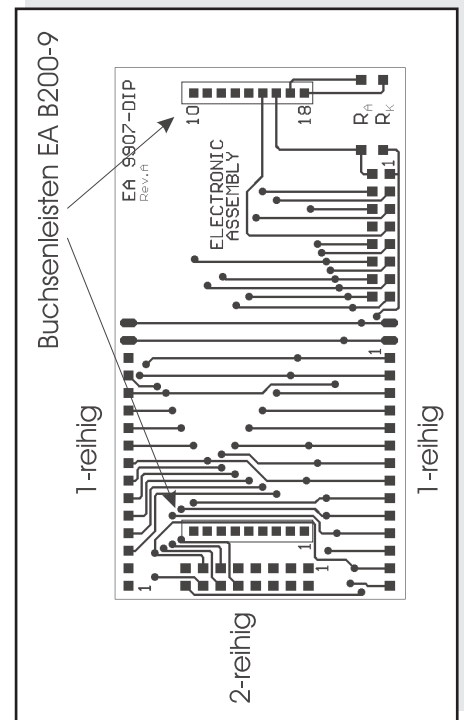 Buchsenleisten EA B200-9
EA 9907-DIP
Rev.A
10
18
ELECTRONIC
ASSEMBLY
RA
RK
1
1-reihig
1
1-reihig
1
1
1
2-reihig